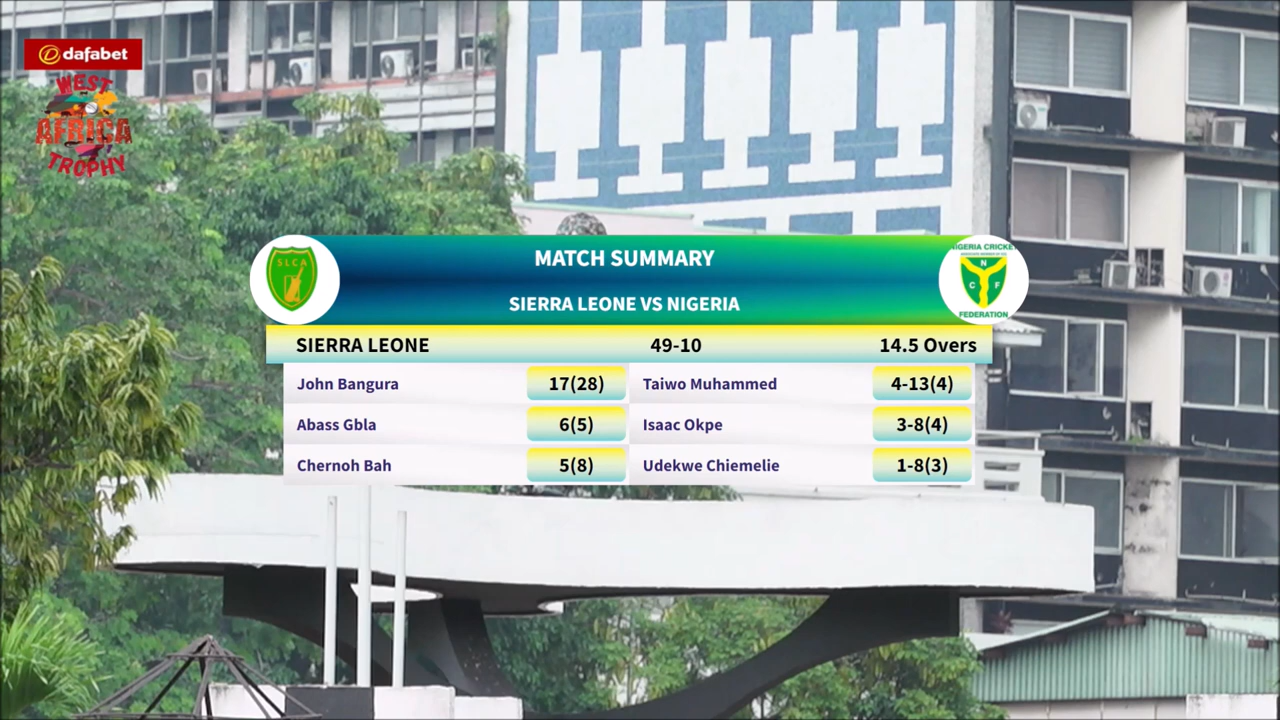 dafabet
WEST
AFRICA
TROPHY
MATCH SUMMARY
SIERRA LEONE VS NIGERIA
SLCA
NIGERIA CRICKET
N
C F
FEDERATION
SIERRA LEONE 49-10 14.5 Overs
John Bangura 17(28) Taiwo Muhammed 4-13(4)
Abass Gbla 6(5) Isaac Okpe 3-8(4)
Chernoh Bah 5(8) Udekwe Chiemelie 1-8(3)